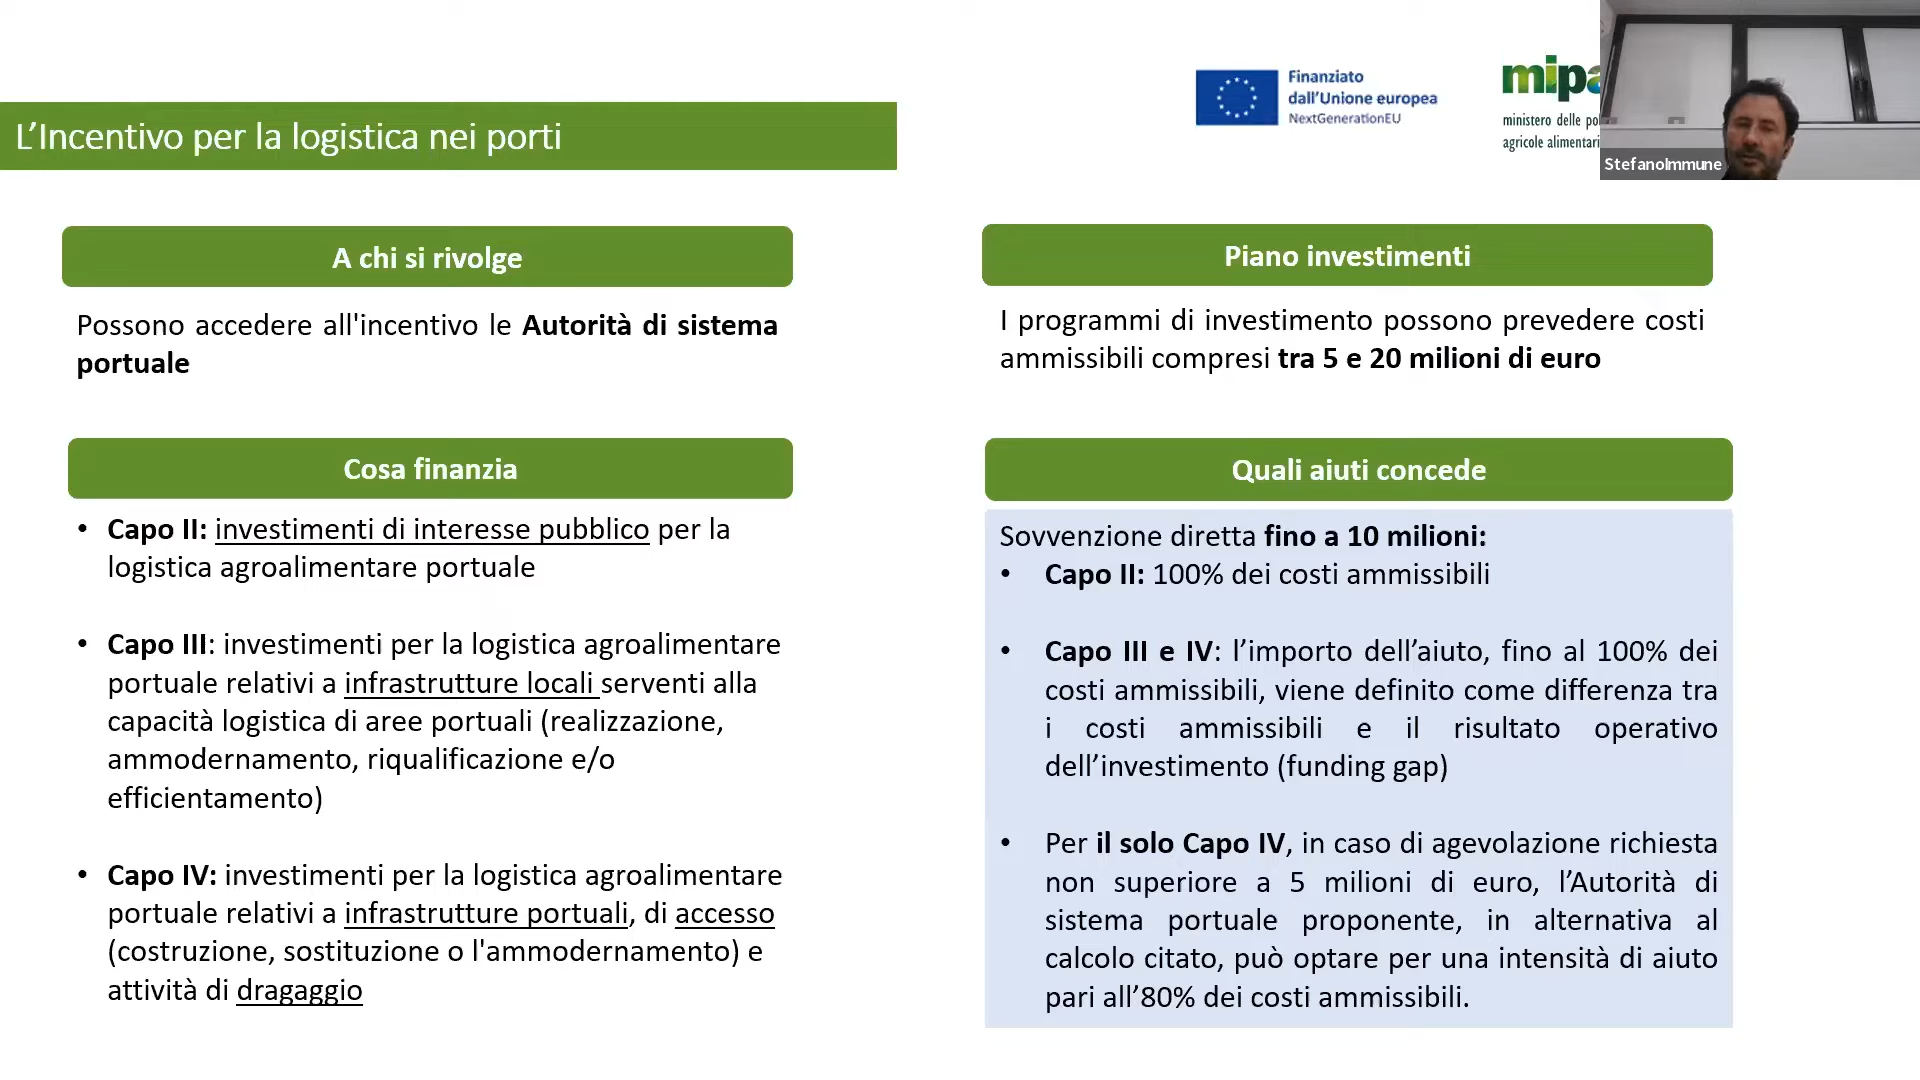 Finanziato
dall'Unione europea
NextGenerationEU
ministero delle
agricole alimentari
StefanoImmune
L'Incentivo per la logistica nei porti
A chi si rivolge
Possono accedere all'incentivo le Autorità di sistema
portuale
Piano investimenti
I programmi di investimento possono prevedere costi
ammissibili compresi tra 5 e 20 milioni di euro
Cosa finanzia
• Capo II: investimenti di interesse pubblico per la
logistica agroalimentare portuale
• Capo III: investimenti per la logistica agroalimentare
portuale relativi a infrastrutture locali serventi alla
capacità logistica di aree portuali (realizzazione,
ammodernamento, riqualificazione e/o
efficientamento)
• Capo IV: investimenti per la logistica agroalimentare
portuale relativi a infrastrutture portuali, di accesso
(costruzione, sostituzione o l'ammodernamento) e
attività di dragaggio
Quali aiuti concede
Sovvenzione diretta fino a 10 milioni:
• Capo II: 100% dei costi ammissibili
• Capo III e IV: l'importo dell'aiuto, fino al 100% dei
costi ammissibili, viene definito come differenza tra
i costi ammissibili e il risultato operativo
dell'investimento (funding gap)
• Per il solo Capo IV, in caso di agevolazione richiesta
non superiore a 5 milioni di euro, l'Autorità di
sistema portuale proponente, in alternativa al
calcolo citato, può optare per una intensità di aiuto
pari all'80% dei costi ammissibili.